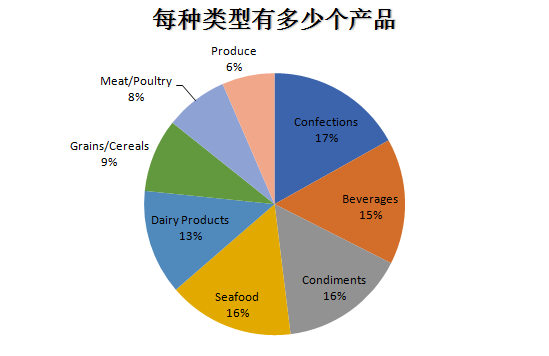 每种类型有多少个产品
Produce
6%
Meat/Poultry
8%
Grains/Cereals
9%
Dairy Products
13%
Seafood
16%
Condiments
16%
Beverages
15%
Confections
17%